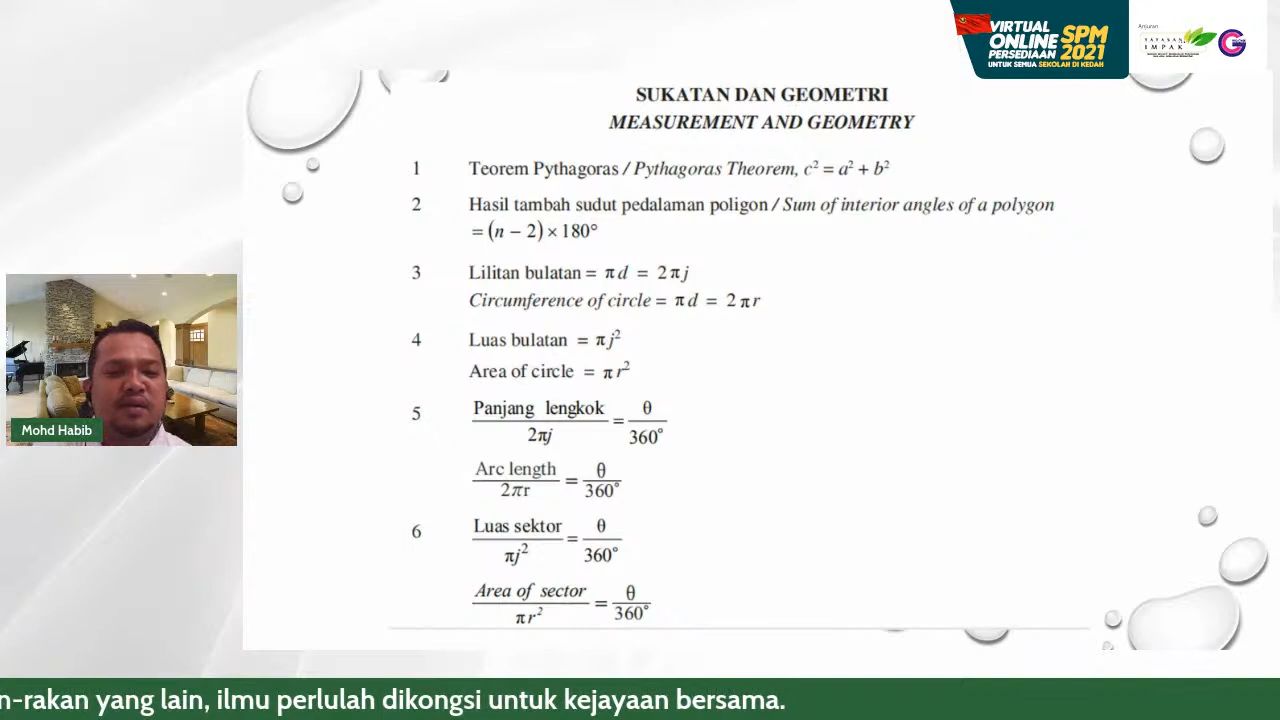 VIRTUAL
ONLINE
PERSEDIAAN
SPM
2021
UNTUK SEMUA SEKOLAH DI KEDAH
Anjuran
YAYASAN
IMPAK
SUKATAN DAN GEOMETRI
MEASUREMENT AND GEOMETRY
1 Teorem Pythagoras / Pythagoras Theorem, c² = a² + b²
2 Hasil tambah sudut pedalaman poligon / Sum of interior angles of a polygon
= (n − 2) × 180°
3 Lilitan bulatan = πd = 2πj
Circumference of circle = πd = 2πr
4 Luas bulatan = πj²
Area of circle = πr²
5 Panjang lengkok / 2πj = θ / 360°
Arc length / 2πr = θ / 360°
6 Luas sektor / πj² = θ / 360°
Area of sector / πr² = θ / 360°
Mohd Habib
n-rakan yang lain, ilmu perlulah dikongsi untuk kejayaan bersama.